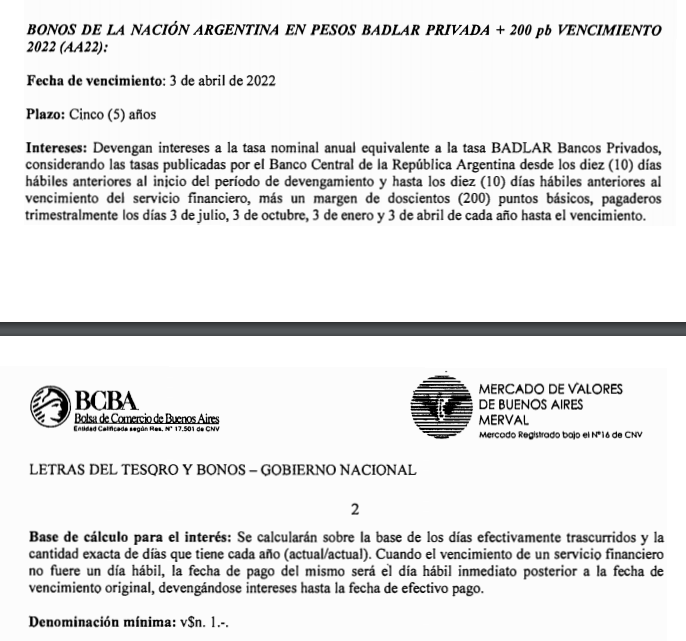 BONOS DE LA NACIÓN ARGENTINA EN PESOS BADLAR PRIVADA + 200 pb VENCIMIENTO
2022 (AA22):
Fecha de vencimiento: 3 de abril de 2022
Plazo: Cinco (5) años
Intereses: Devengan intereses a la tasa nominal anual equivalente a la tasa BADLAR Bancos Privados,
considerando las tasas publicadas por el Banco Central de la República Argentina desde los diez (10) días
hábiles anteriores al inicio del período de devengamiento y hasta los diez (10) días hábiles anteriores al
vencimiento del servicio financiero, más un margen de doscientos (200) puntos básicos, pagaderos
trimestralmente los días 3 de julio, 3 de octubre, 3 de enero y 3 de abril de cada año hasta el vencimiento.
BCBA
Bolsa de Comercio de Buenos Aires
Entidad Calificada según Res. N° 17.501 de CNV
MERCADO DE VALORES
DE BUENOS AIRES
MERVAL
Mercado Registrado bajo el N°16 de CNV
LETRAS DEL TESORO Y BONOS – GOBIERNO NACIONAL
2
Base de cálculo para el interés: Se calcularán sobre la base de los días efectivamente trascurridos y la
cantidad exacta de días que tiene cada año (actual/actual). Cuando el vencimiento de un servicio financiero
no fuere un día hábil, la fecha de pago del mismo será el día hábil inmediato posterior a la fecha de
vencimiento original, devengándose intereses hasta la fecha de efectivo pago.
Denominación mínima: v$n. 1.-.